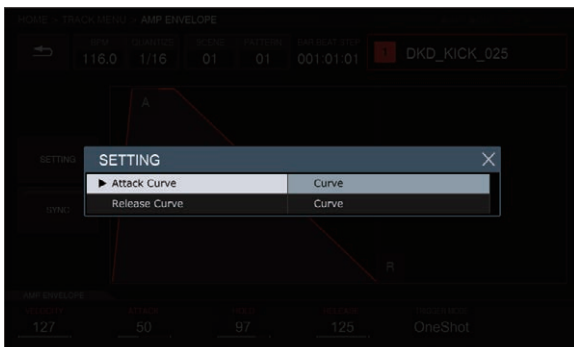 HOME > TRACK MENU > AMP ENVELOPE
BPM QUANTIZE SCENE PATTERN BAR:BEAT:STEP
116.0 1/16 01 01 001:01:01 1 DKD_KICK_025
A
SETTING
SETTING
▶ Attack Curve Curve
SYNC Release Curve Curve
R
AMP ENVELOPE
ATTACK HOLD RELEASE TRIGGER MODE
127 50 97 125 OneShot